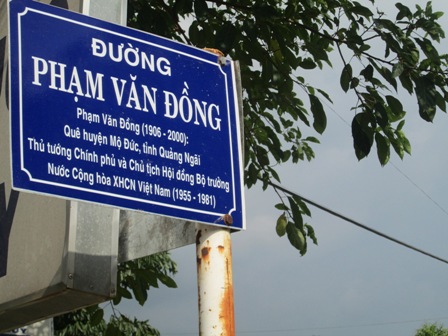 ĐƯỜNG
PHẠM VĂN ĐỒNG
Phạm Văn Đồng (1906 - 2000):
Quê huyện Mộ Đức, tỉnh Quảng Ngãi
Thủ tướng Chính phủ và Chủ tịch Hội đồng Bộ trưởng
Nước Cộng hòa XHCN Việt Nam (1955 - 1981)